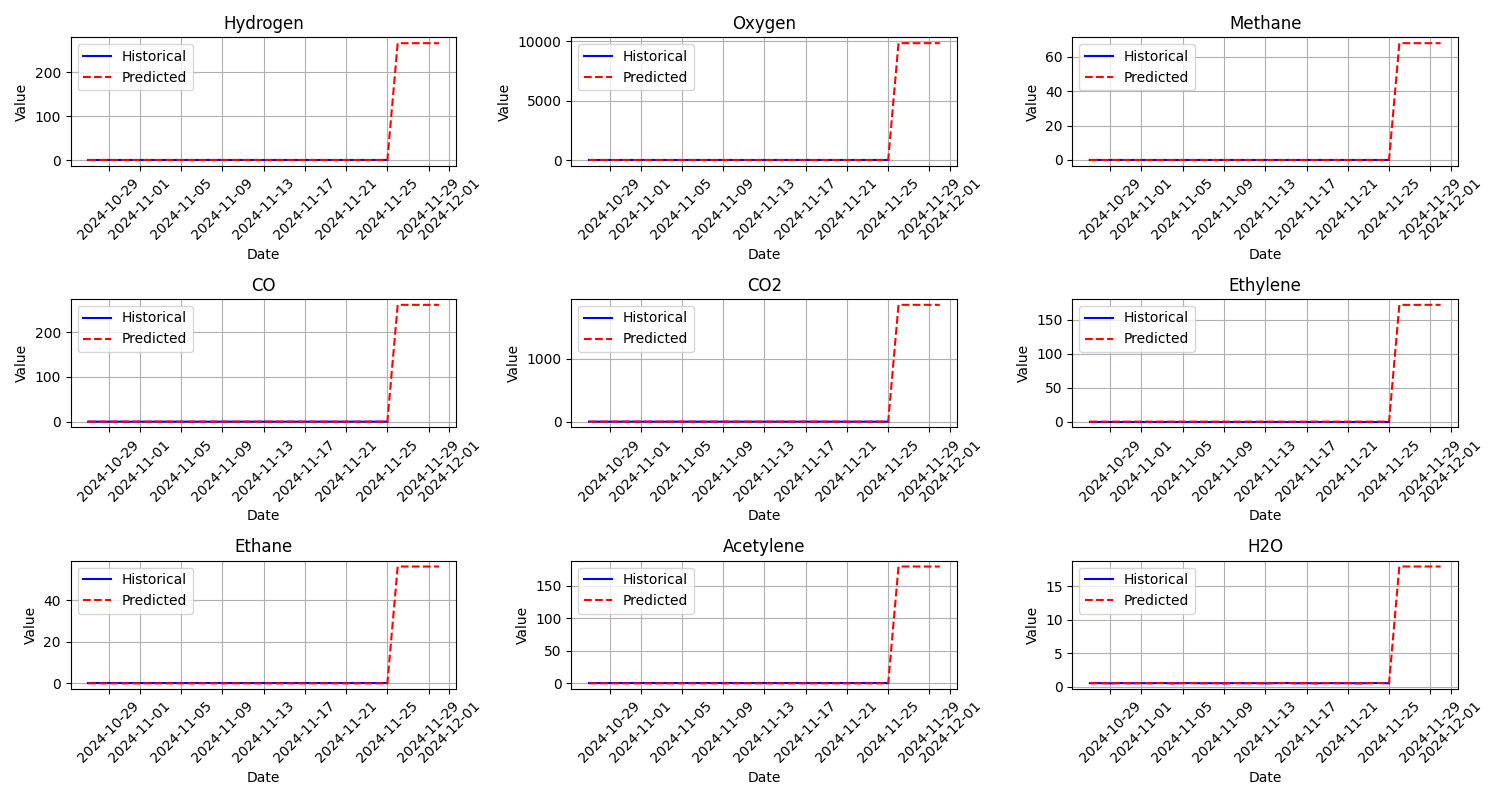 Hydrogen
Value
200
100
0
Historical
Predicted
2024-10-29
2024-11-01
2024-11-05
2024-11-09
2024-11-13
2024-11-17
2024-11-21
2024-11-25
2024-11-29
2024-12-01
Date
Oxygen
Value
10000
5000
0
Historical
Predicted
2024-10-29
2024-11-01
2024-11-05
2024-11-09
2024-11-13
2024-11-17
2024-11-21
2024-11-25
2024-11-29
2024-12-01
Date
Methane
Value
60
40
20
0
Historical
Predicted
2024-10-29
2024-11-01
2024-11-05
2024-11-09
2024-11-13
2024-11-17
2024-11-21
2024-11-25
2024-11-29
2024-12-01
Date
CO
Value
200
100
0
Historical
Predicted
2024-10-29
2024-11-01
2024-11-05
2024-11-09
2024-11-13
2024-11-17
2024-11-21
2024-11-25
2024-11-29
2024-12-01
Date
CO2
Value
1000
0
Historical
Predicted
2024-10-29
2024-11-01
2024-11-05
2024-11-09
2024-11-13
2024-11-17
2024-11-21
2024-11-25
2024-11-29
2024-12-01
Date
Ethylene
Value
150
100
50
0
Historical
Predicted
2024-10-29
2024-11-01
2024-11-05
2024-11-09
2024-11-13
2024-11-17
2024-11-21
2024-11-25
2024-11-29
2024-12-01
Date
Ethane
Value
40
20
0
Historical
Predicted
2024-10-29
2024-11-01
2024-11-05
2024-11-09
2024-11-13
2024-11-17
2024-11-21
2024-11-25
2024-11-29
2024-12-01
Date
Acetylene
Value
150
100
50
0
Historical
Predicted
2024-10-29
2024-11-01
2024-11-05
2024-11-09
2024-11-13
2024-11-17
2024-11-21
2024-11-25
2024-11-29
2024-12-01
Date
H2O
Value
15
10
5
0
Historical
Predicted
2024-10-29
2024-11-01
2024-11-05
2024-11-09
2024-11-13
2024-11-17
2024-11-21
2024-11-25
2024-11-29
2024-12-01
Date